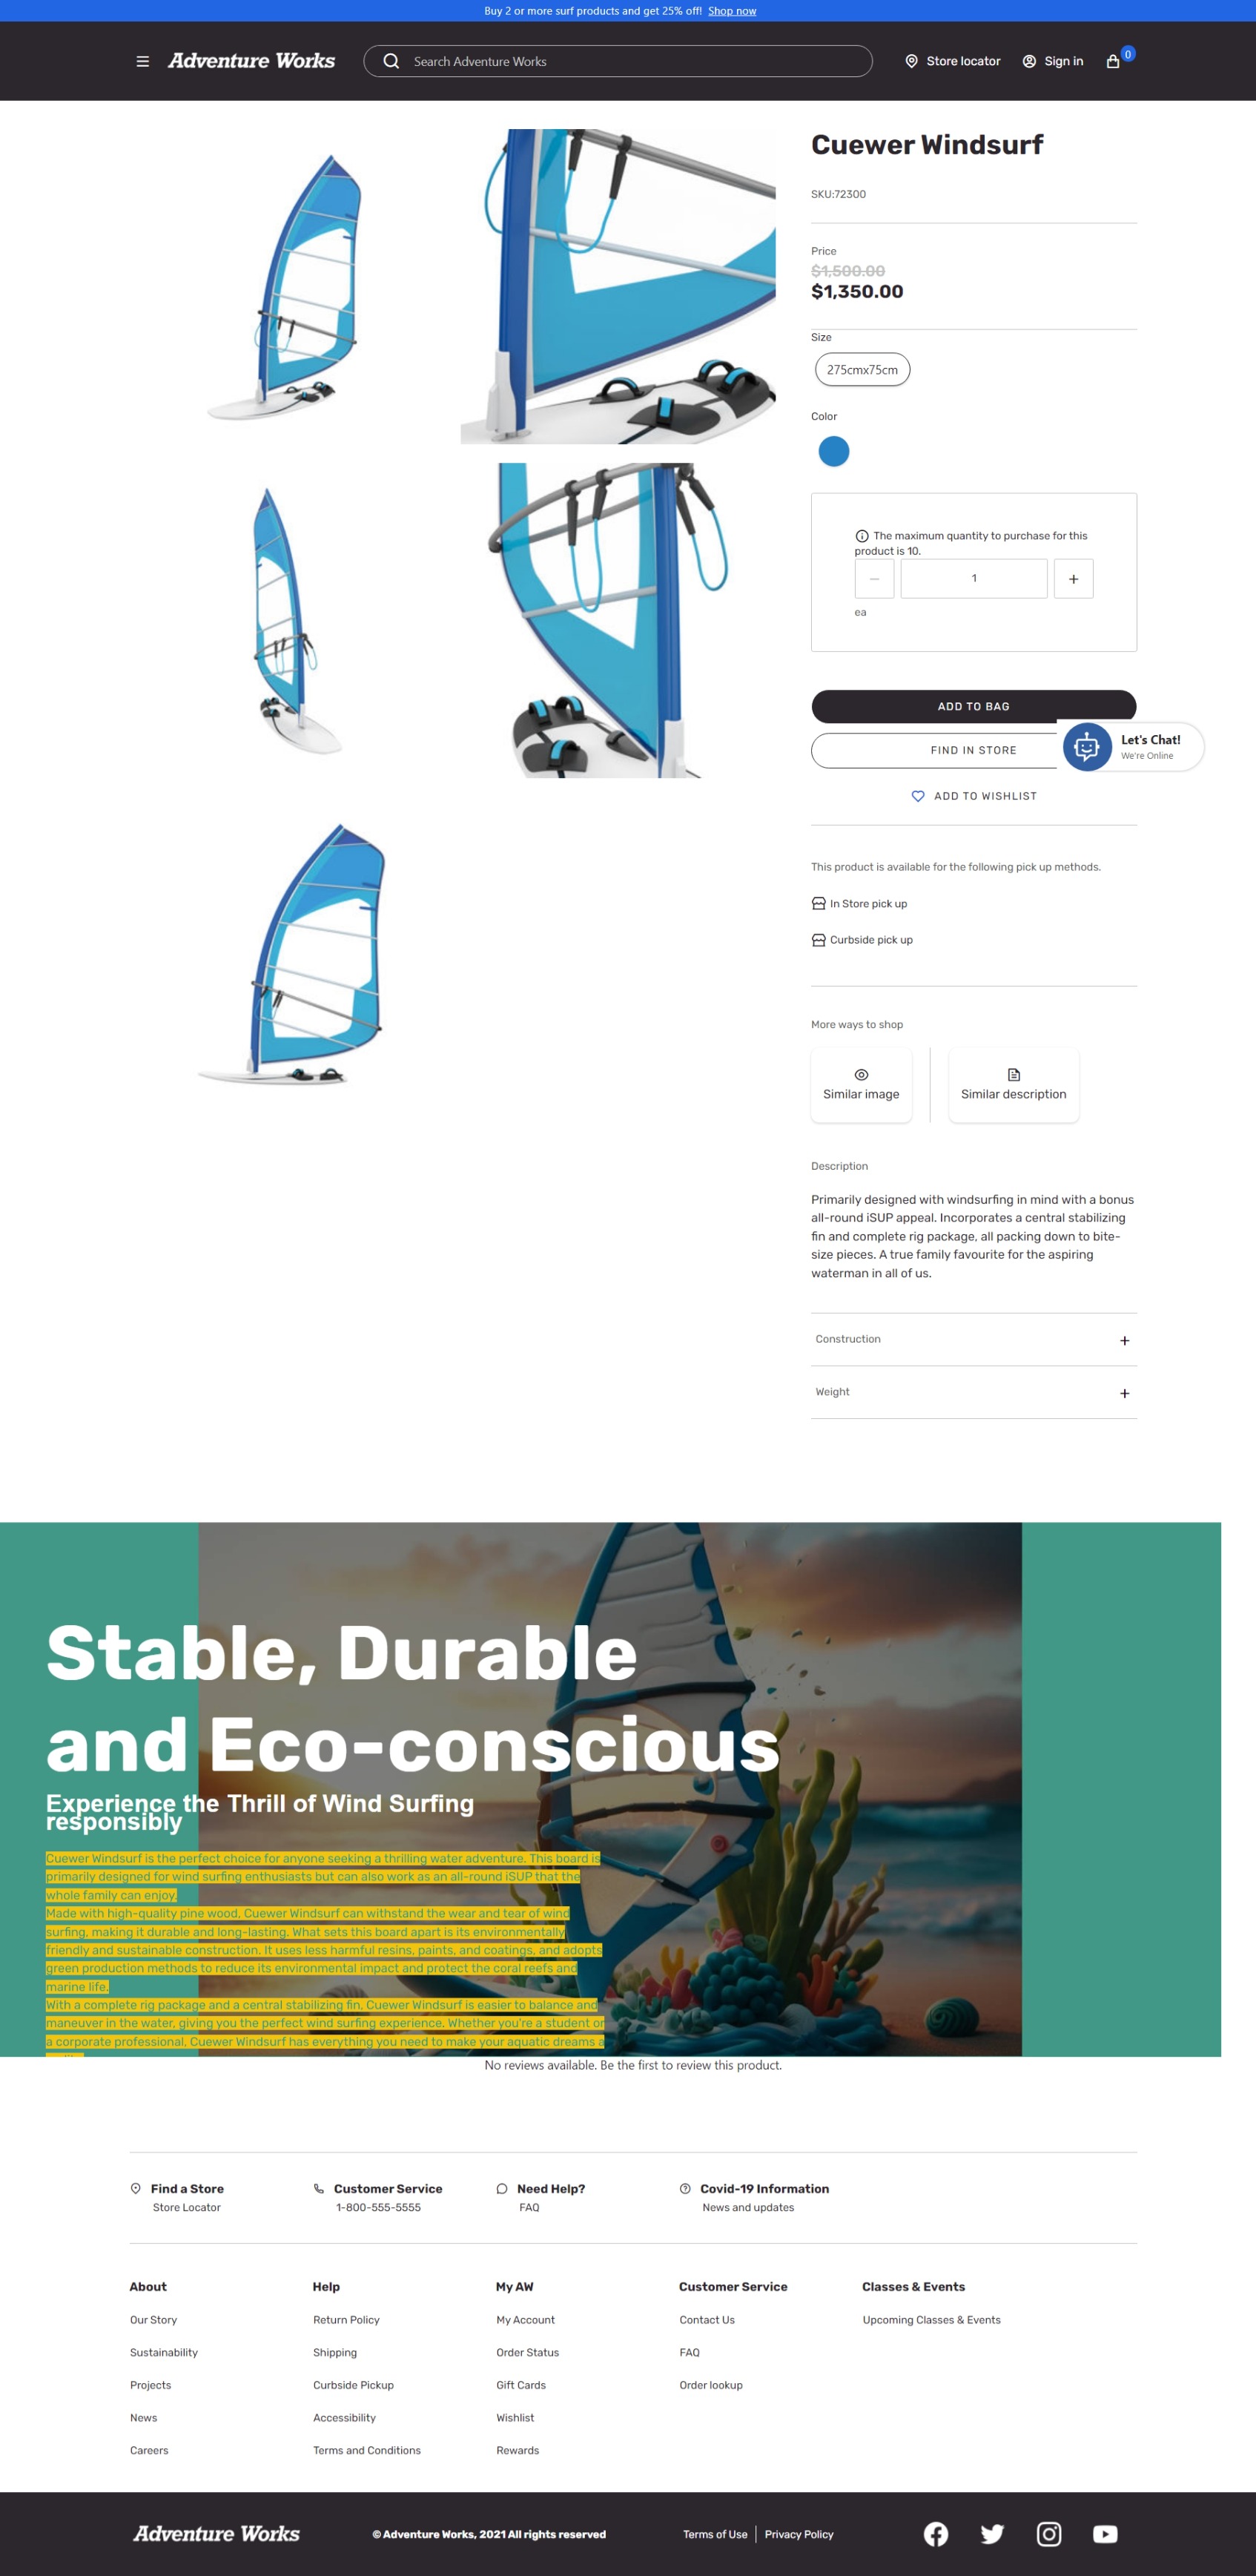 Buy 2 or more surf products and get 25% off! Shop now
Adventure Works
Search Adventure Works
Store locator
Sign in
0
Cuewer Windsurf
SKU:72300
Price
$1,500.00
$1,350.00
Size
275cmx75cm
Color
The maximum quantity to purchase for this
product is 10.
1
ea
ADD TO BAG
FIND IN STORE
Let's Chat!
We're Online
ADD TO WISHLIST
This product is available for the following pick up methods.
In Store pick up
Curbside pick up
More ways to shop
Similar image
Similar description
Description
Primarily designed with windsurfing in mind with a bonus
all-round iSUP appeal. Incorporates a central stabilizing
fin and complete rig package, all packing down to bite-
size pieces. A true family favourite for the aspiring
waterman in all of us.
Construction
Weight
Stable, Durable
and Eco-conscious
Experience the Thrill of Wind Surfing
responsibly
Cuewer Windsurf is the perfect choice for anyone seeking a thrilling water adventure. This board is
primarily designed for wind surfing enthusiasts but can also work as an all-round iSUP that the
whole family can enjoy.
Made with high-quality pine wood, Cuewer Windsurf can withstand the wear and tear of wind
surfing, making it durable and long-lasting. What sets this board apart is its environmentally
friendly and sustainable construction. It uses less harmful resins, paints, and coatings, and adopts
green production methods to reduce its environmental impact and protect the coral reefs and
marine life.
With a complete rig package and a central stabilizing fin, Cuewer Windsurf is easier to balance and
maneuver in the water, giving you the perfect wind surfing experience. Whether you're a student or
a corporate professional, Cuewer Windsurf has everything you need to make your aquatic dreams a
No reviews available. Be the first to review this product.
Find a Store
Store Locator
Customer Service
1-800-555-5555
Need Help?
FAQ
Covid-19 Information
News and updates
About
Our Story
Sustainability
Projects
News
Careers
Help
Return Policy
Shipping
Curbside Pickup
Accessibility
Terms and Conditions
My AW
My Account
Order Status
Gift Cards
Wishlist
Rewards
Customer Service
Contact Us
FAQ
Order lookup
Classes & Events
Upcoming Classes & Events
Adventure Works
© Adventure Works, 2021 All rights reserved
Terms of Use
Privacy Policy